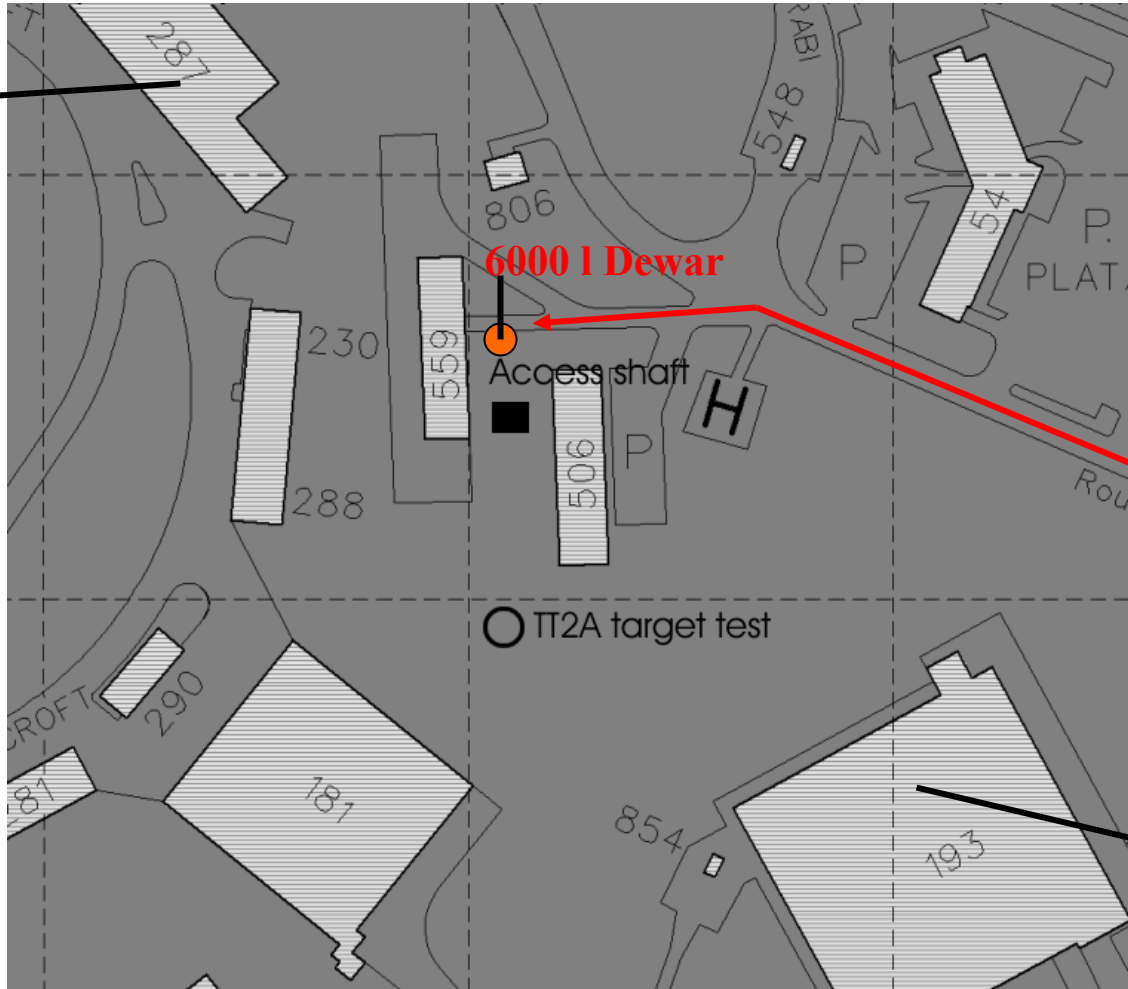 FT
287
RABI
548
806
54
P.
PLATA
P
6000 l Dewar
230
559
Access shaft
H
506
P
288
Rou
TT2A target test
CROFT
290
281
181
854
193